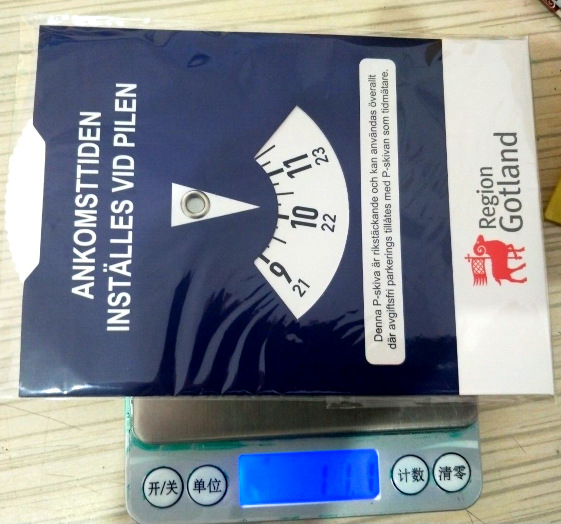 ANKOMSTTIDEN
INSTÄLLES VID PILEN
9 10 11
21 22 23
Denna P-skiva är rikstäckande och kan användas överallt
där avgiftsfri parkerings tillåtes med P-skivan som tidmätare.
Region
Gotland
开/关 单位 计数 清零